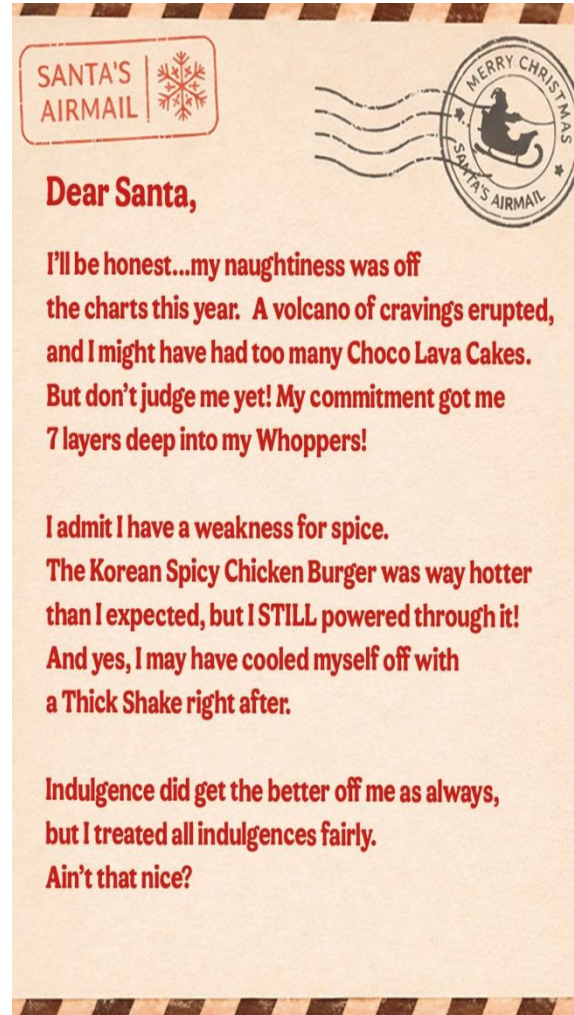 SANTA'S
AIRMAIL
MERRY CHRISTMAS
SANTA'S AIRMAIL
Dear Santa,
I'll be honest...my naughtiness was off
the charts this year.  A volcano of cravings erupted,
and I might have had too many Choco Lava Cakes.
But don't judge me yet! My commitment got me
7 layers deep into my Whoppers!
I admit I have a weakness for spice.
The Korean Spicy Chicken Burger was way hotter
than I expected, but I STILL powered through it!
And yes, I may have cooled myself off with
a Thick Shake right after.
Indulgence did get the better off me as always,
but I treated all indulgences fairly.
Ain't that nice?